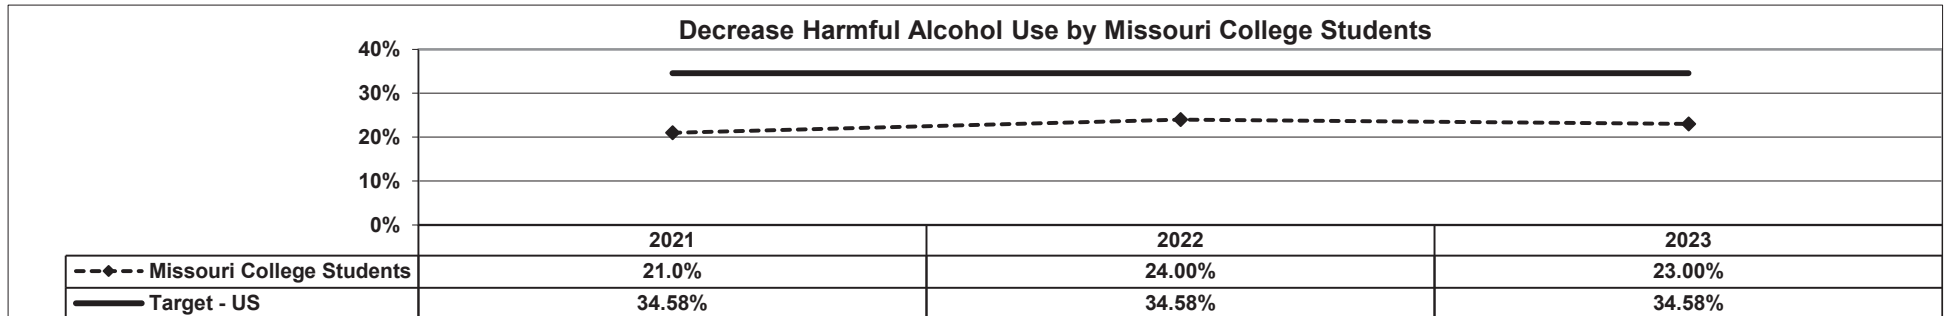 Decrease Harmful Alcohol Use by Missouri College Students
40%
30%
20%
10%
0%
2021 2022 2023
Missouri College Students 21.0% 24.00% 23.00%
Target - US 34.58% 34.58% 34.58%